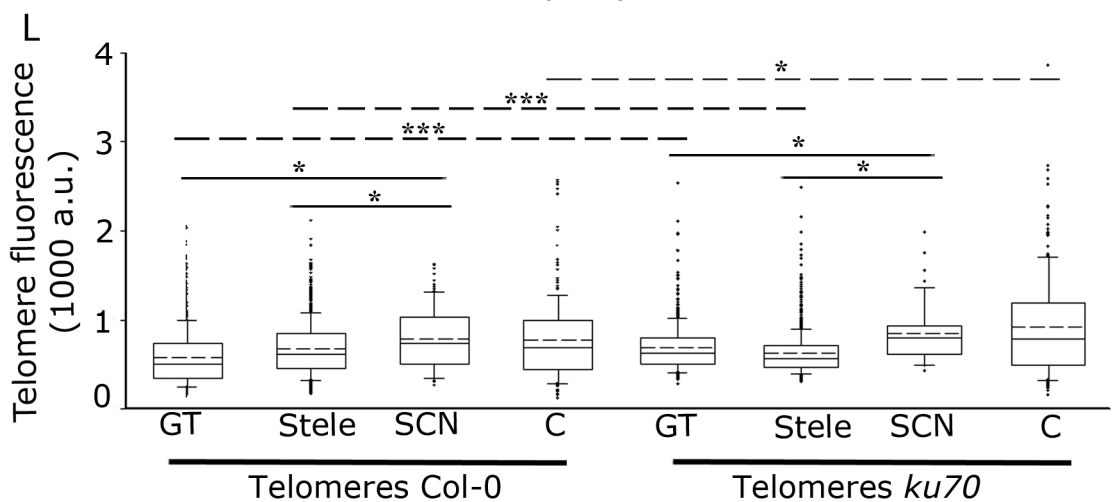 L
Telomere fluorescence
(1000 a.u.)
4
3
2
1
0
*
***
***
*
*
*
*
GT Stele SCN C GT Stele SCN C
Telomeres Col-0 Telomeres ku70